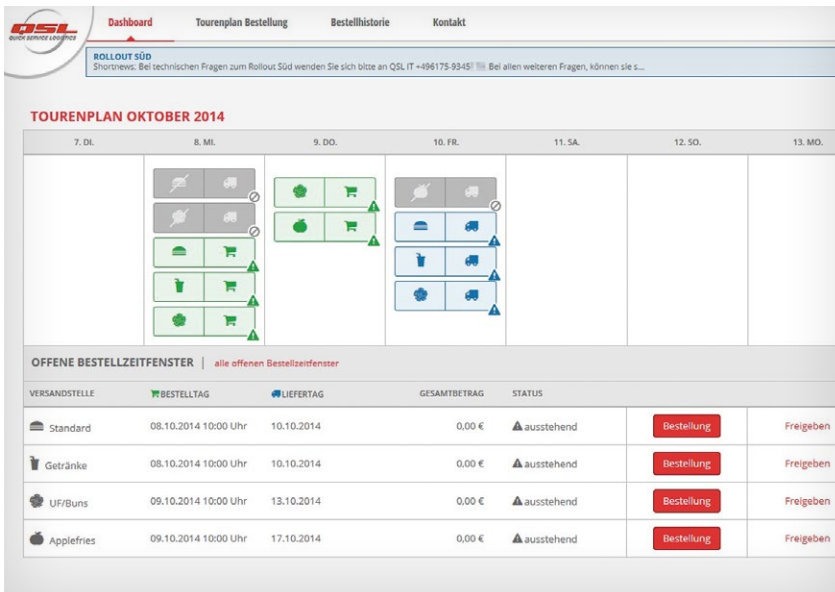 QSL
QUICK SERVICE LOGISTICS
Dashboard Tourenplan Bestellung Bestellhistorie Kontakt
ROLLOUT SÜD
Shortnews: Bei technischen Fragen zum Rollout Süd wenden Sie sich bitte an QSL IT +496175-9345 Bei allen weiteren Fragen, können sie s...
TOURENPLAN OKTOBER 2014
7. DI. 8. MI. 9. DO. 10. FR. 11. SA. 12. SO. 13. MO.
OFFENE BESTELLZEITFENSTER | alle offenen Bestellzeitfenster
VERSANDSTELLE BESTELLTAG LIEFERTAG GESAMTBETRAG STATUS
Standard 08.10.2014 10:00 Uhr 10.10.2014 0,00 € ausstehend Bestellung Freigeben
Getränke 08.10.2014 10:00 Uhr 10.10.2014 0,00 € ausstehend Bestellung Freigeben
UF/Buns 09.10.2014 10:00 Uhr 13.10.2014 0,00 € ausstehend Bestellung Freigeben
Applefries 09.10.2014 10:00 Uhr 17.10.2014 0,00 € ausstehend Bestellung Freigeben